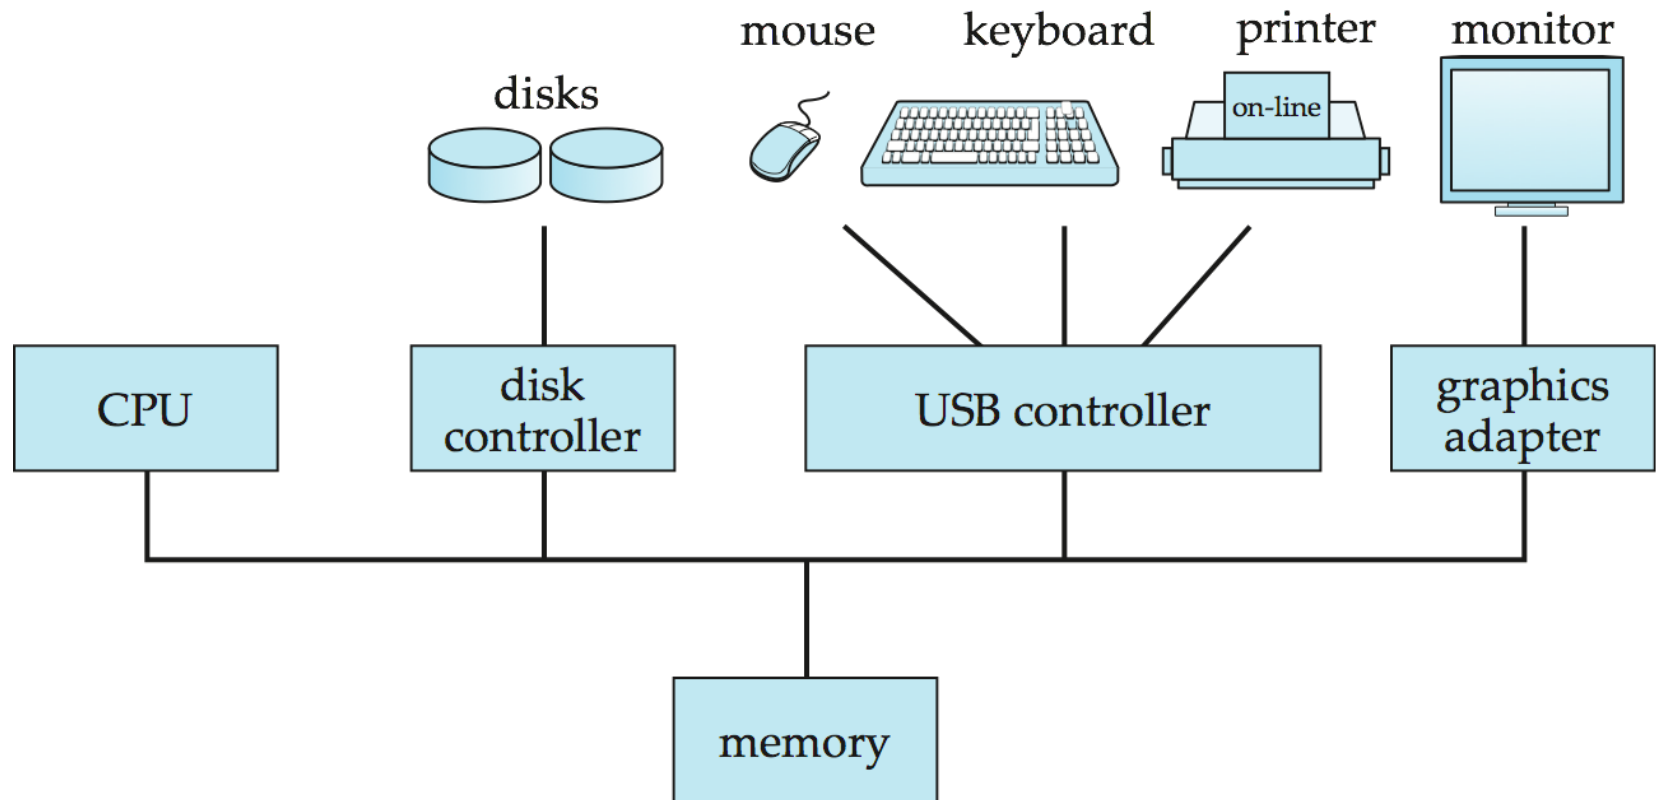 mouse
keyboard
printer
monitor
disks
on-line
CPU
disk
controller
USB controller
graphics
adapter
memory